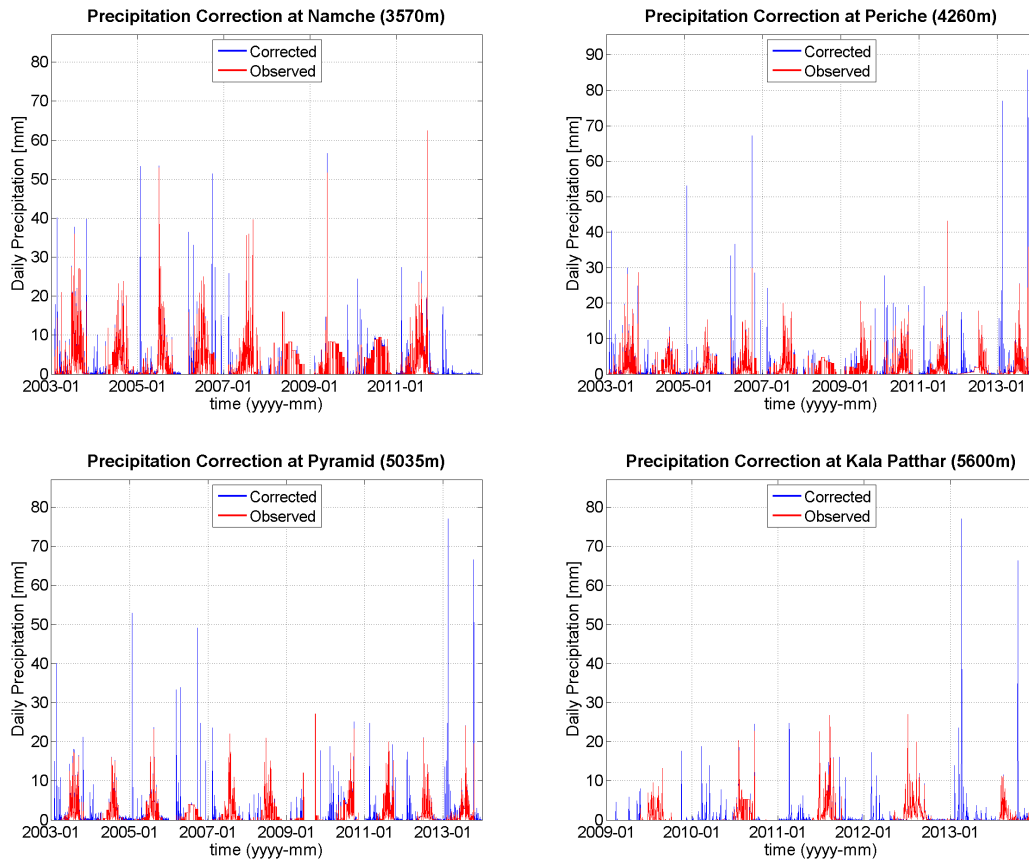 Precipitation Correction at Namche (3570m)
Daily Precipitation [mm]
80
70
60
50
40
30
20
10
0
Corrected
Observed
2003-01 2005-01 2007-01 2009-01 2011-01
time (yyyy-mm)
Precipitation Correction at Periche (4260m)
Daily Precipitation [mm]
90
80
70
60
50
40
30
20
10
0
Corrected
Observed
2003-01 2005-01 2007-01 2009-01 2011-01 2013-01
time (yyyy-mm)
Precipitation Correction at Pyramid (5035m)
Daily Precipitation [mm]
80
70
60
50
40
30
20
10
0
Corrected
Observed
2003-01 2005-01 2007-01 2009-01 2011-01 2013-01
time (yyyy-mm)
Precipitation Correction at Kala Patthar (5600m)
Daily Precipitation [mm]
80
70
60
50
40
30
20
10
0
Corrected
Observed
2009-01 2010-01 2011-01 2012-01 2013-01
time (yyyy-mm)